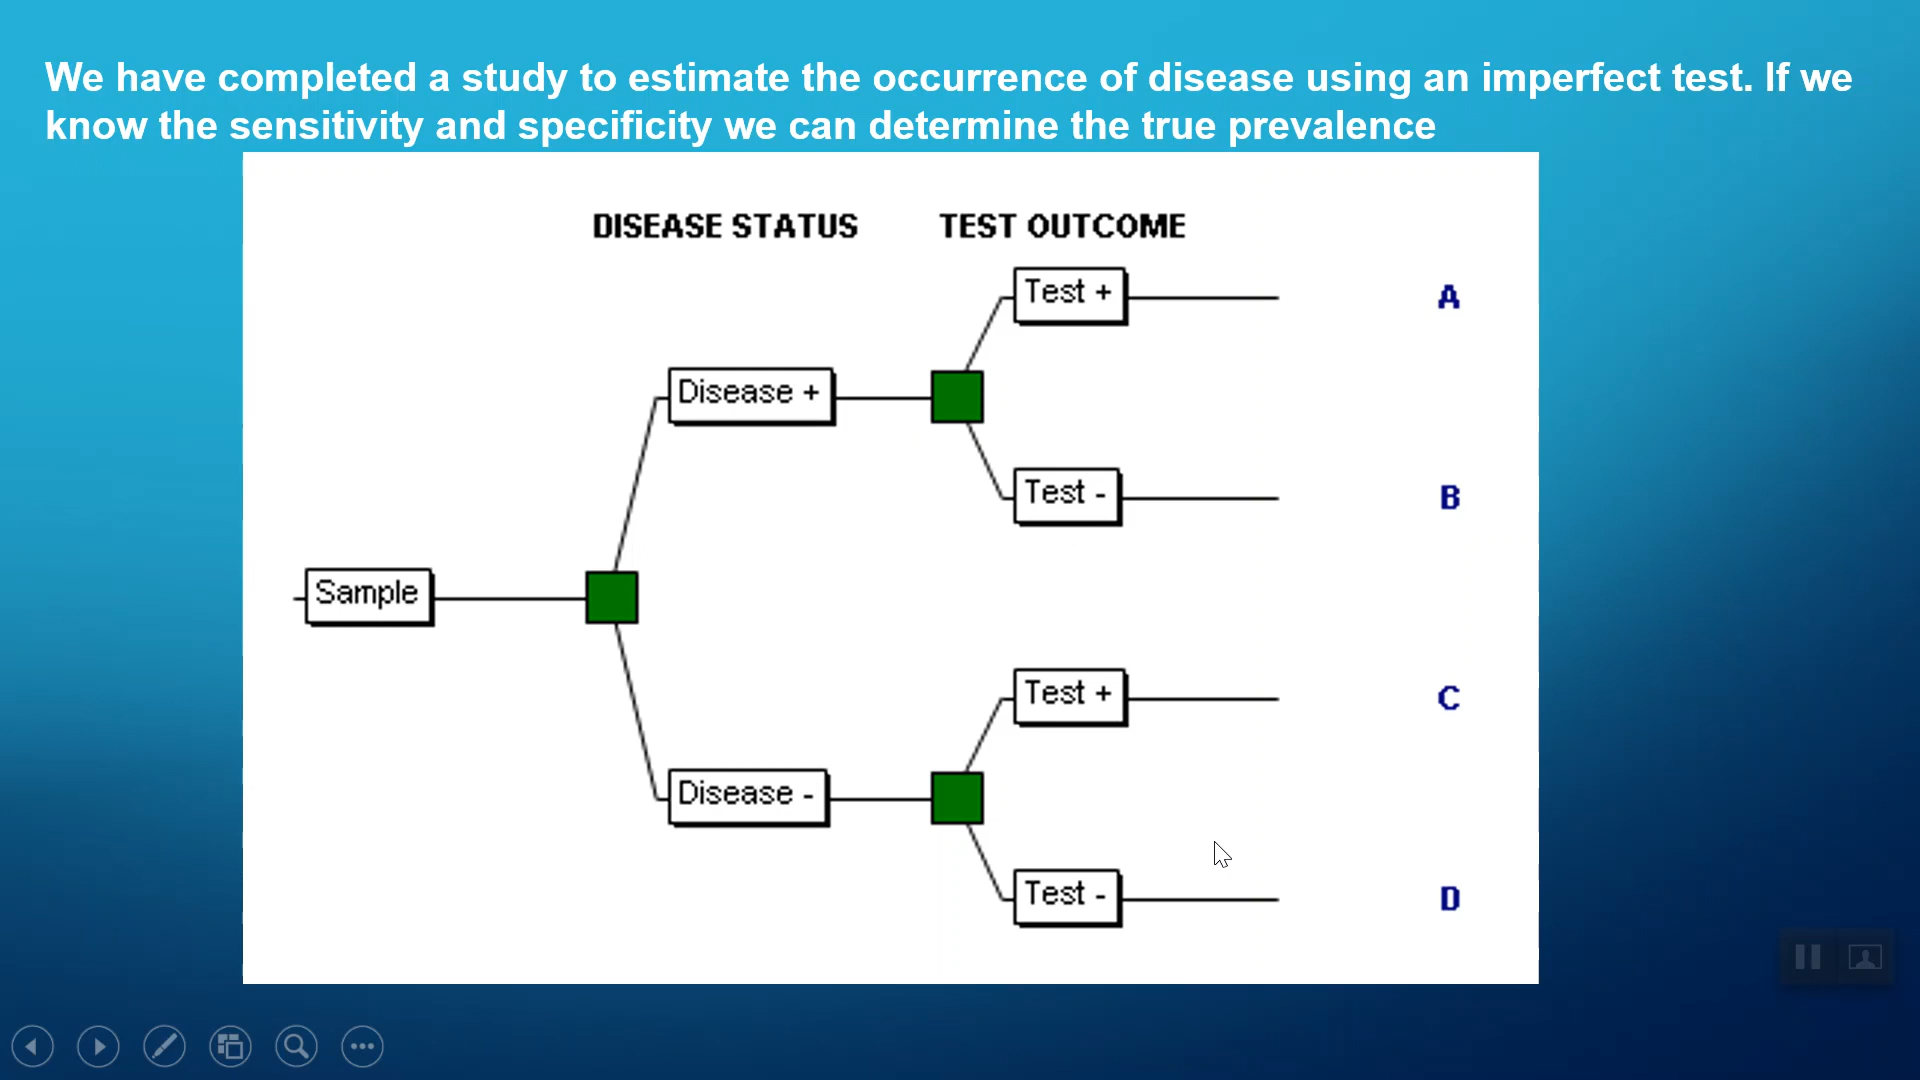 We have completed a study to estimate the occurrence of disease using an imperfect test. If we
know the sensitivity and specificity we can determine the true prevalence
DISEASE STATUS TEST OUTCOME
Test + A
Disease +
Test - B
Sample
Test + C
Disease -
Test - D